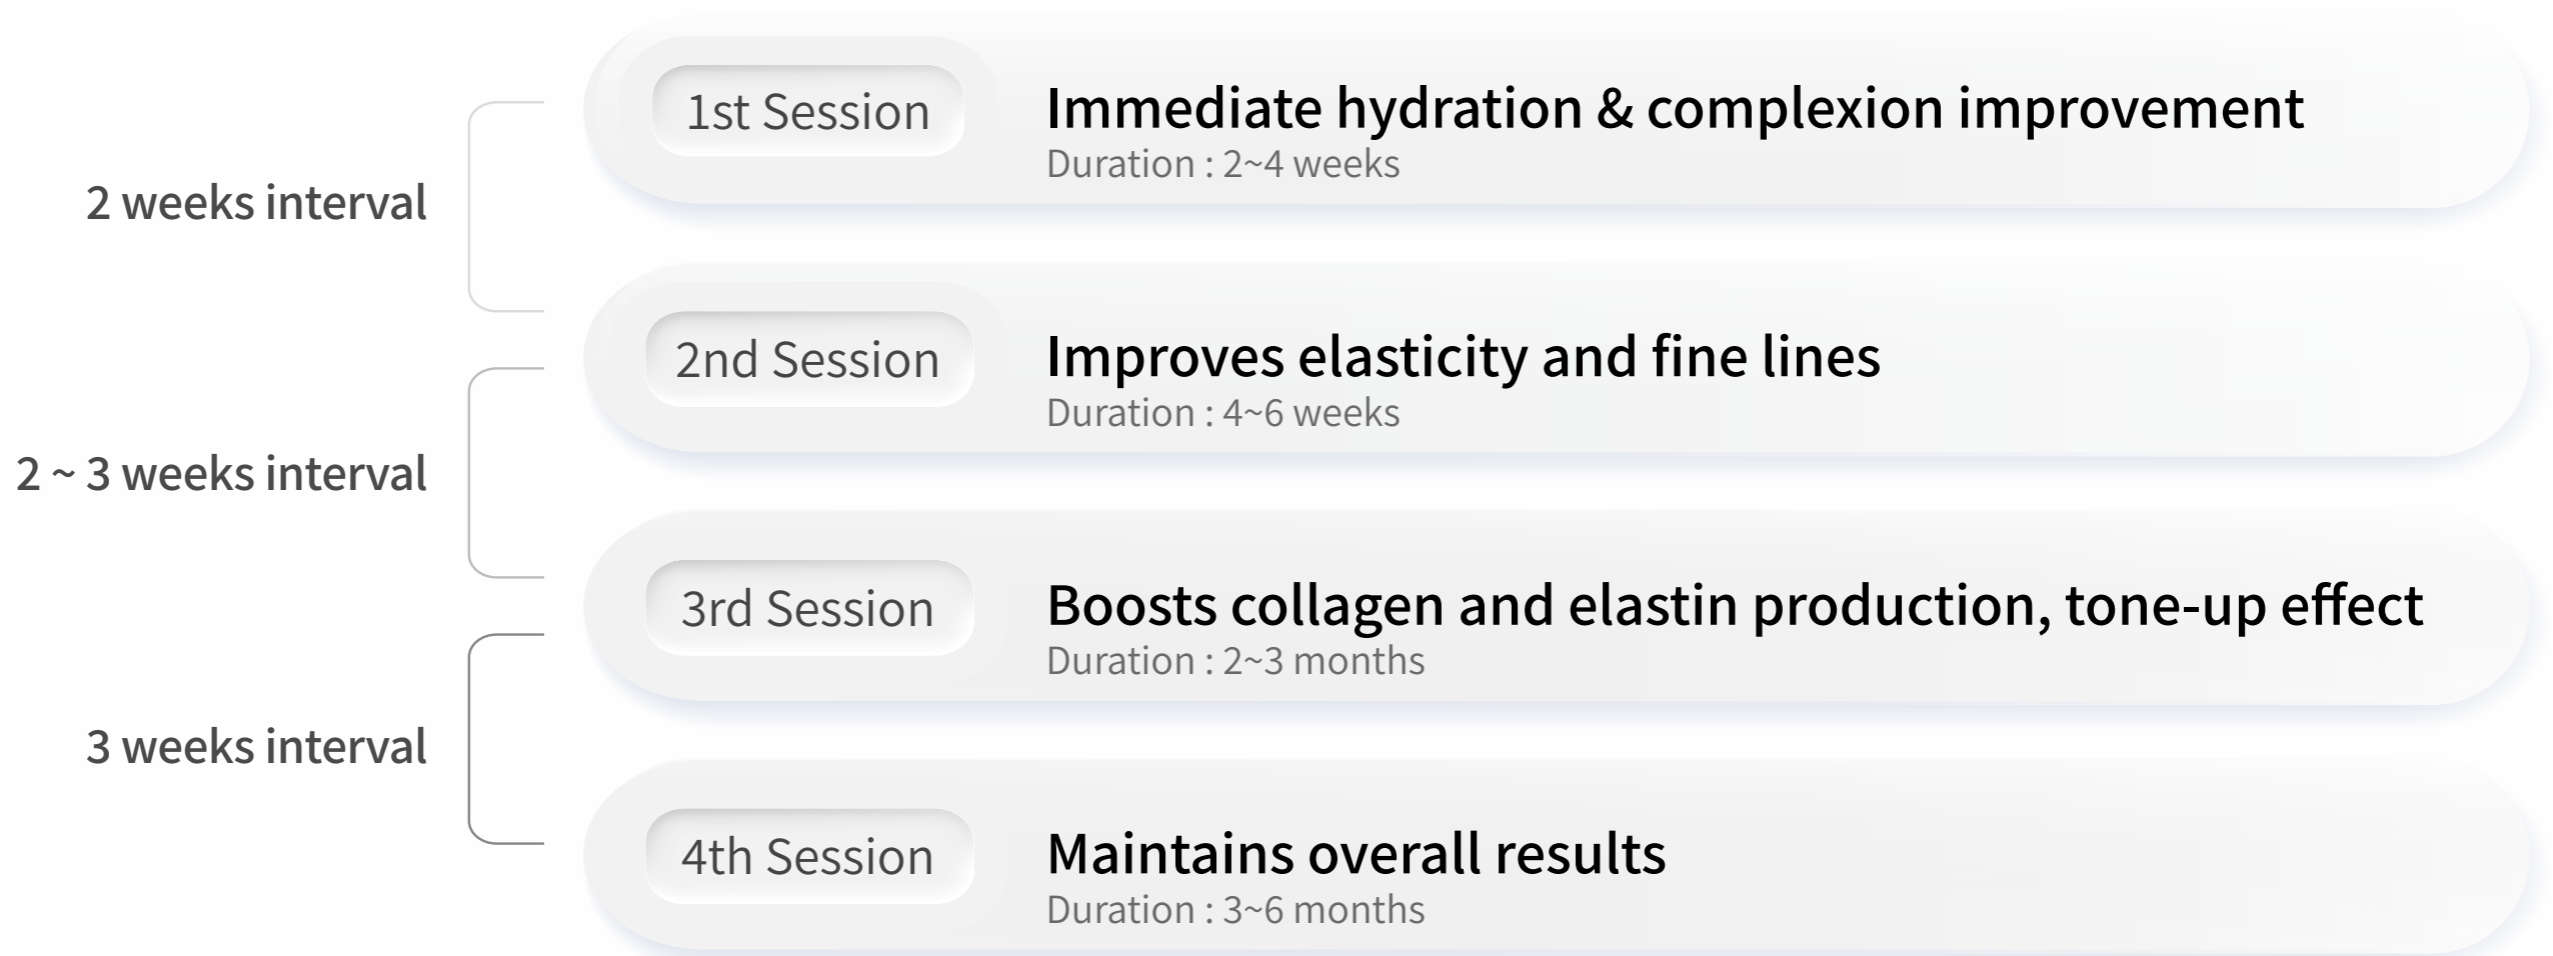 1st Session
Immediate hydration & complexion improvement
Duration : 2~4 weeks
2 weeks interval
2nd Session
Improves elasticity and fine lines
Duration : 4~6 weeks
2 ~ 3 weeks interval
3rd Session
Boosts collagen and elastin production, tone-up effect
Duration : 2~3 months
3 weeks interval
4th Session
Maintains overall results
Duration : 3~6 months